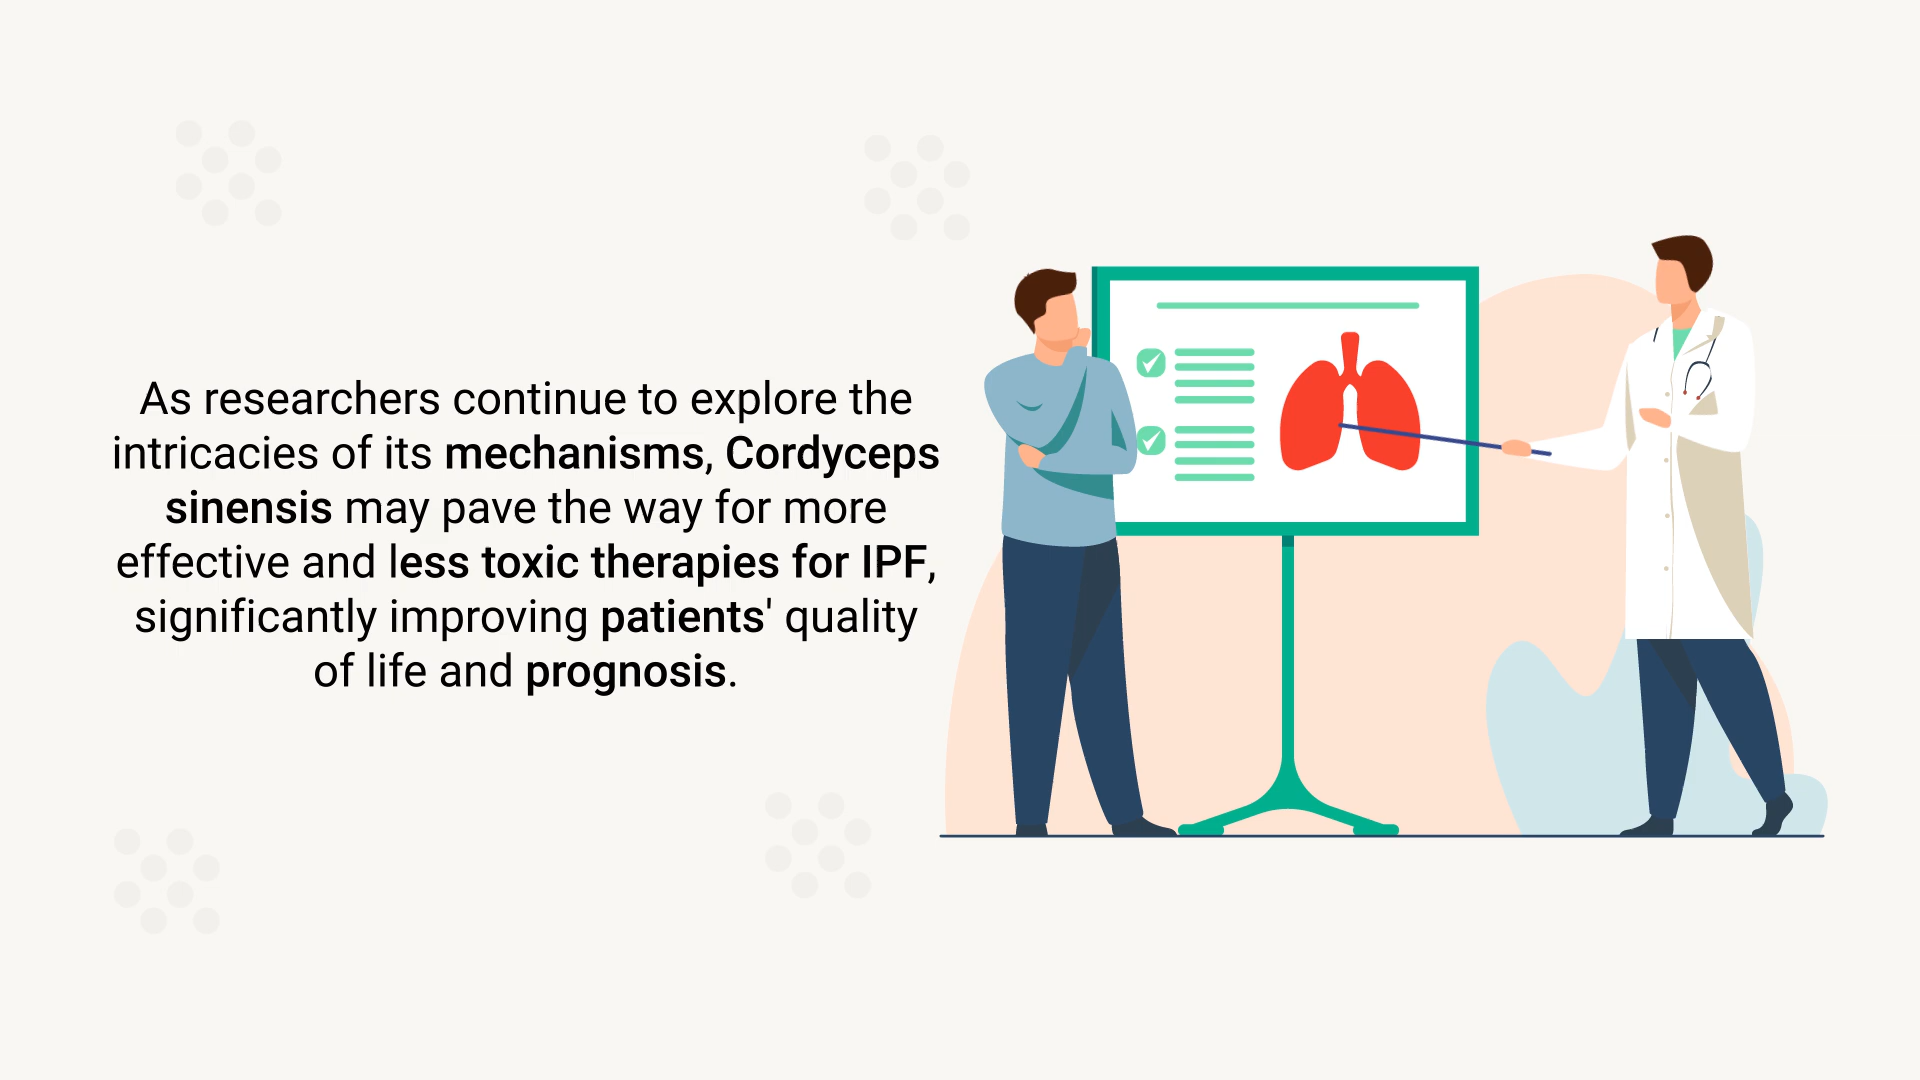 As researchers continue to explore the
intricacies of its mechanisms, Cordyceps
sinensis may pave the way for more
effective and less toxic therapies for IPF,
significantly improving patients' quality
of life and prognosis.